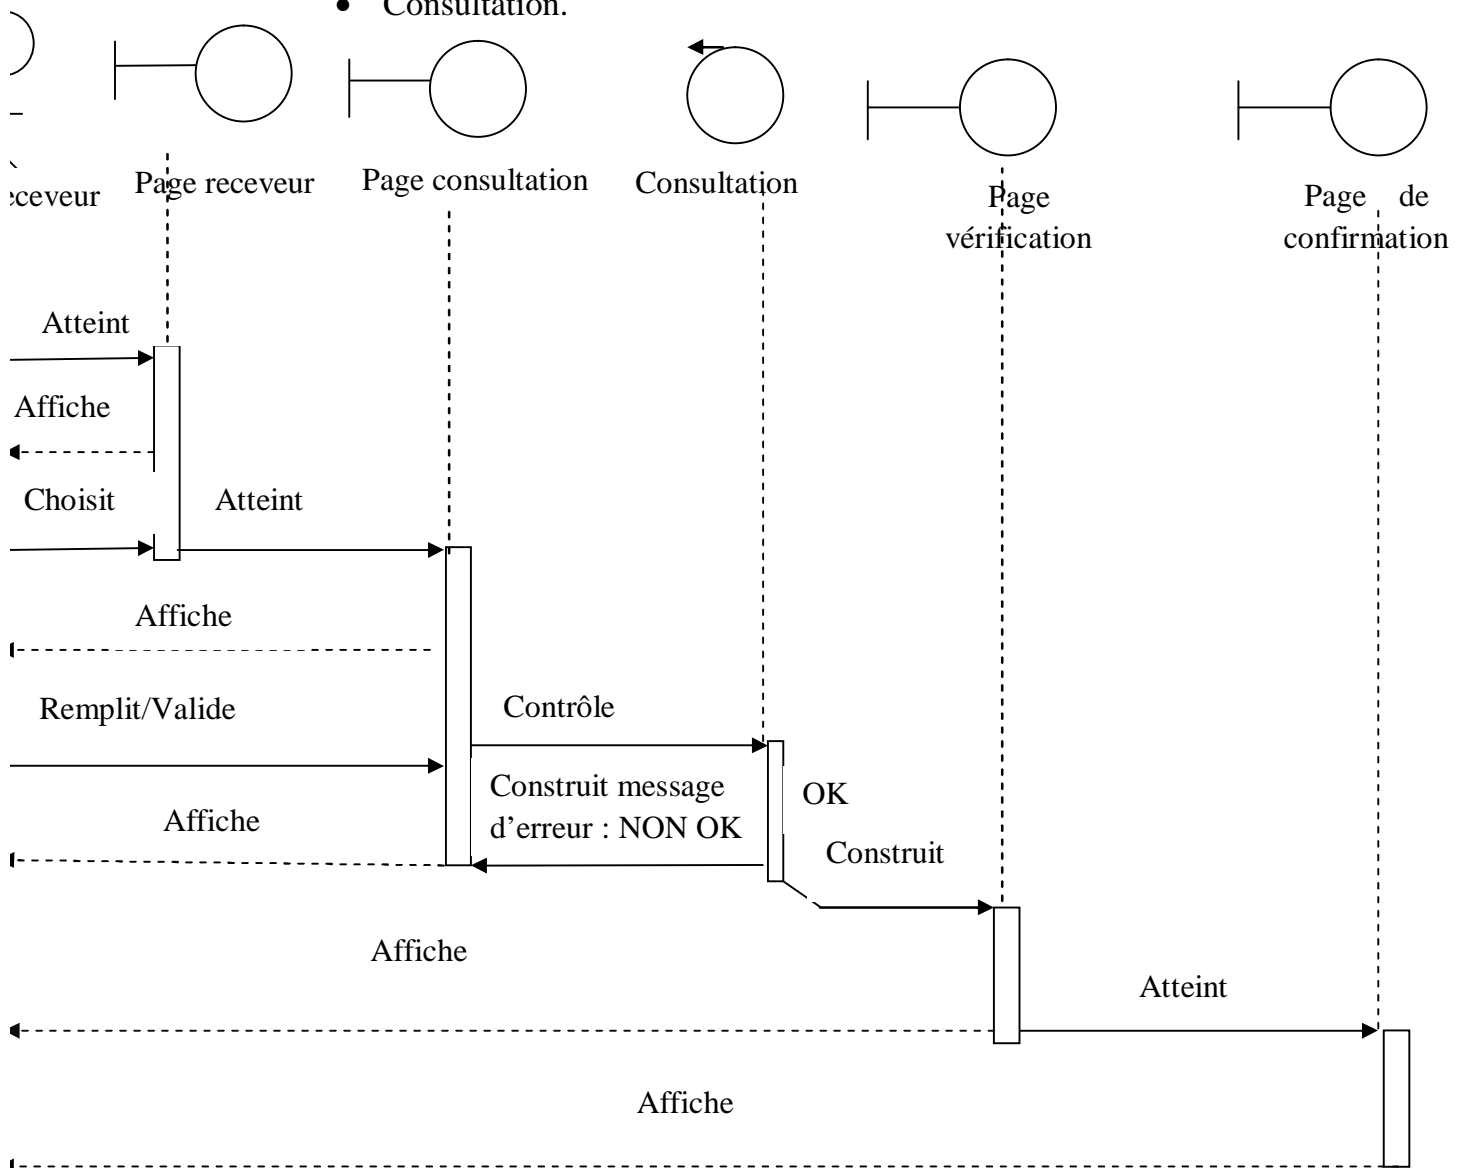 • Consultation.
eceveur
Page receveur
Page consultation
Consultation
Page
vérification
Page de
confirmation
Atteint
Affiche
Choisit
Atteint
Affiche
Remplit/Valide
Contrôle
Construit message
d’erreur : NON OK
OK
Affiche
Construit
Affiche
Atteint
Affiche